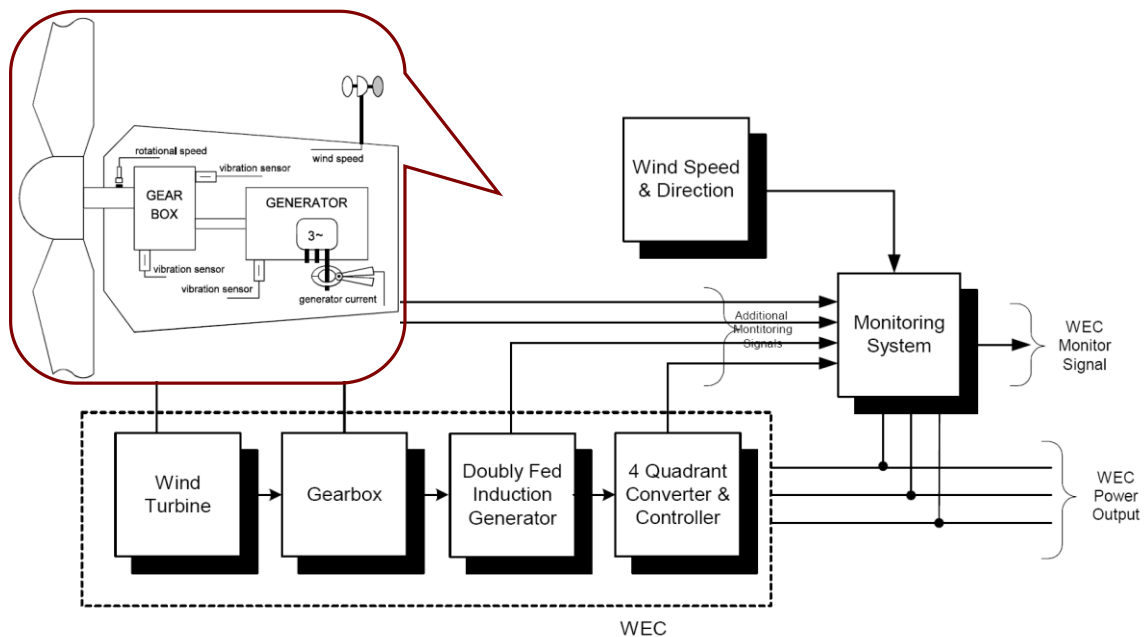 rotational speed
vibration sensor
wind speed
GEAR
BOX
GENERATOR
3~
vibration sensor
vibration sensor
generator current
Wind Speed
& Direction
Additional
Montitoring
Signals
Monitoring
System
WEC
Monitor
Signal
Wind
Turbine
Gearbox
Doubly Fed
Induction
Generator
4 Quadrant
Converter &
Controller
WEC
Power
Output
WEC